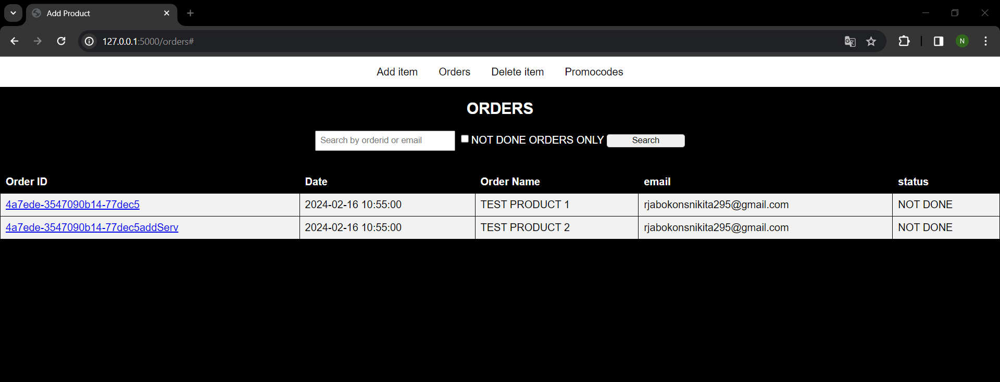 Add Product
127.0.0.1:5000/orders#
N
Add item Orders Delete item Promocodes
ORDERS
Search by orderid or email NOT DONE ORDERS ONLY Search
Order ID Date Order Name email status
4a7ede-3547090b14-77dec5 2024-02-16 10:55:00 TEST PRODUCT 1 rjabokonsnikita295@gmail.com NOT DONE
4a7ede-3547090b14-77dec5addServ 2024-02-16 10:55:00 TEST PRODUCT 2 rjabokonsnikita295@gmail.com NOT DONE